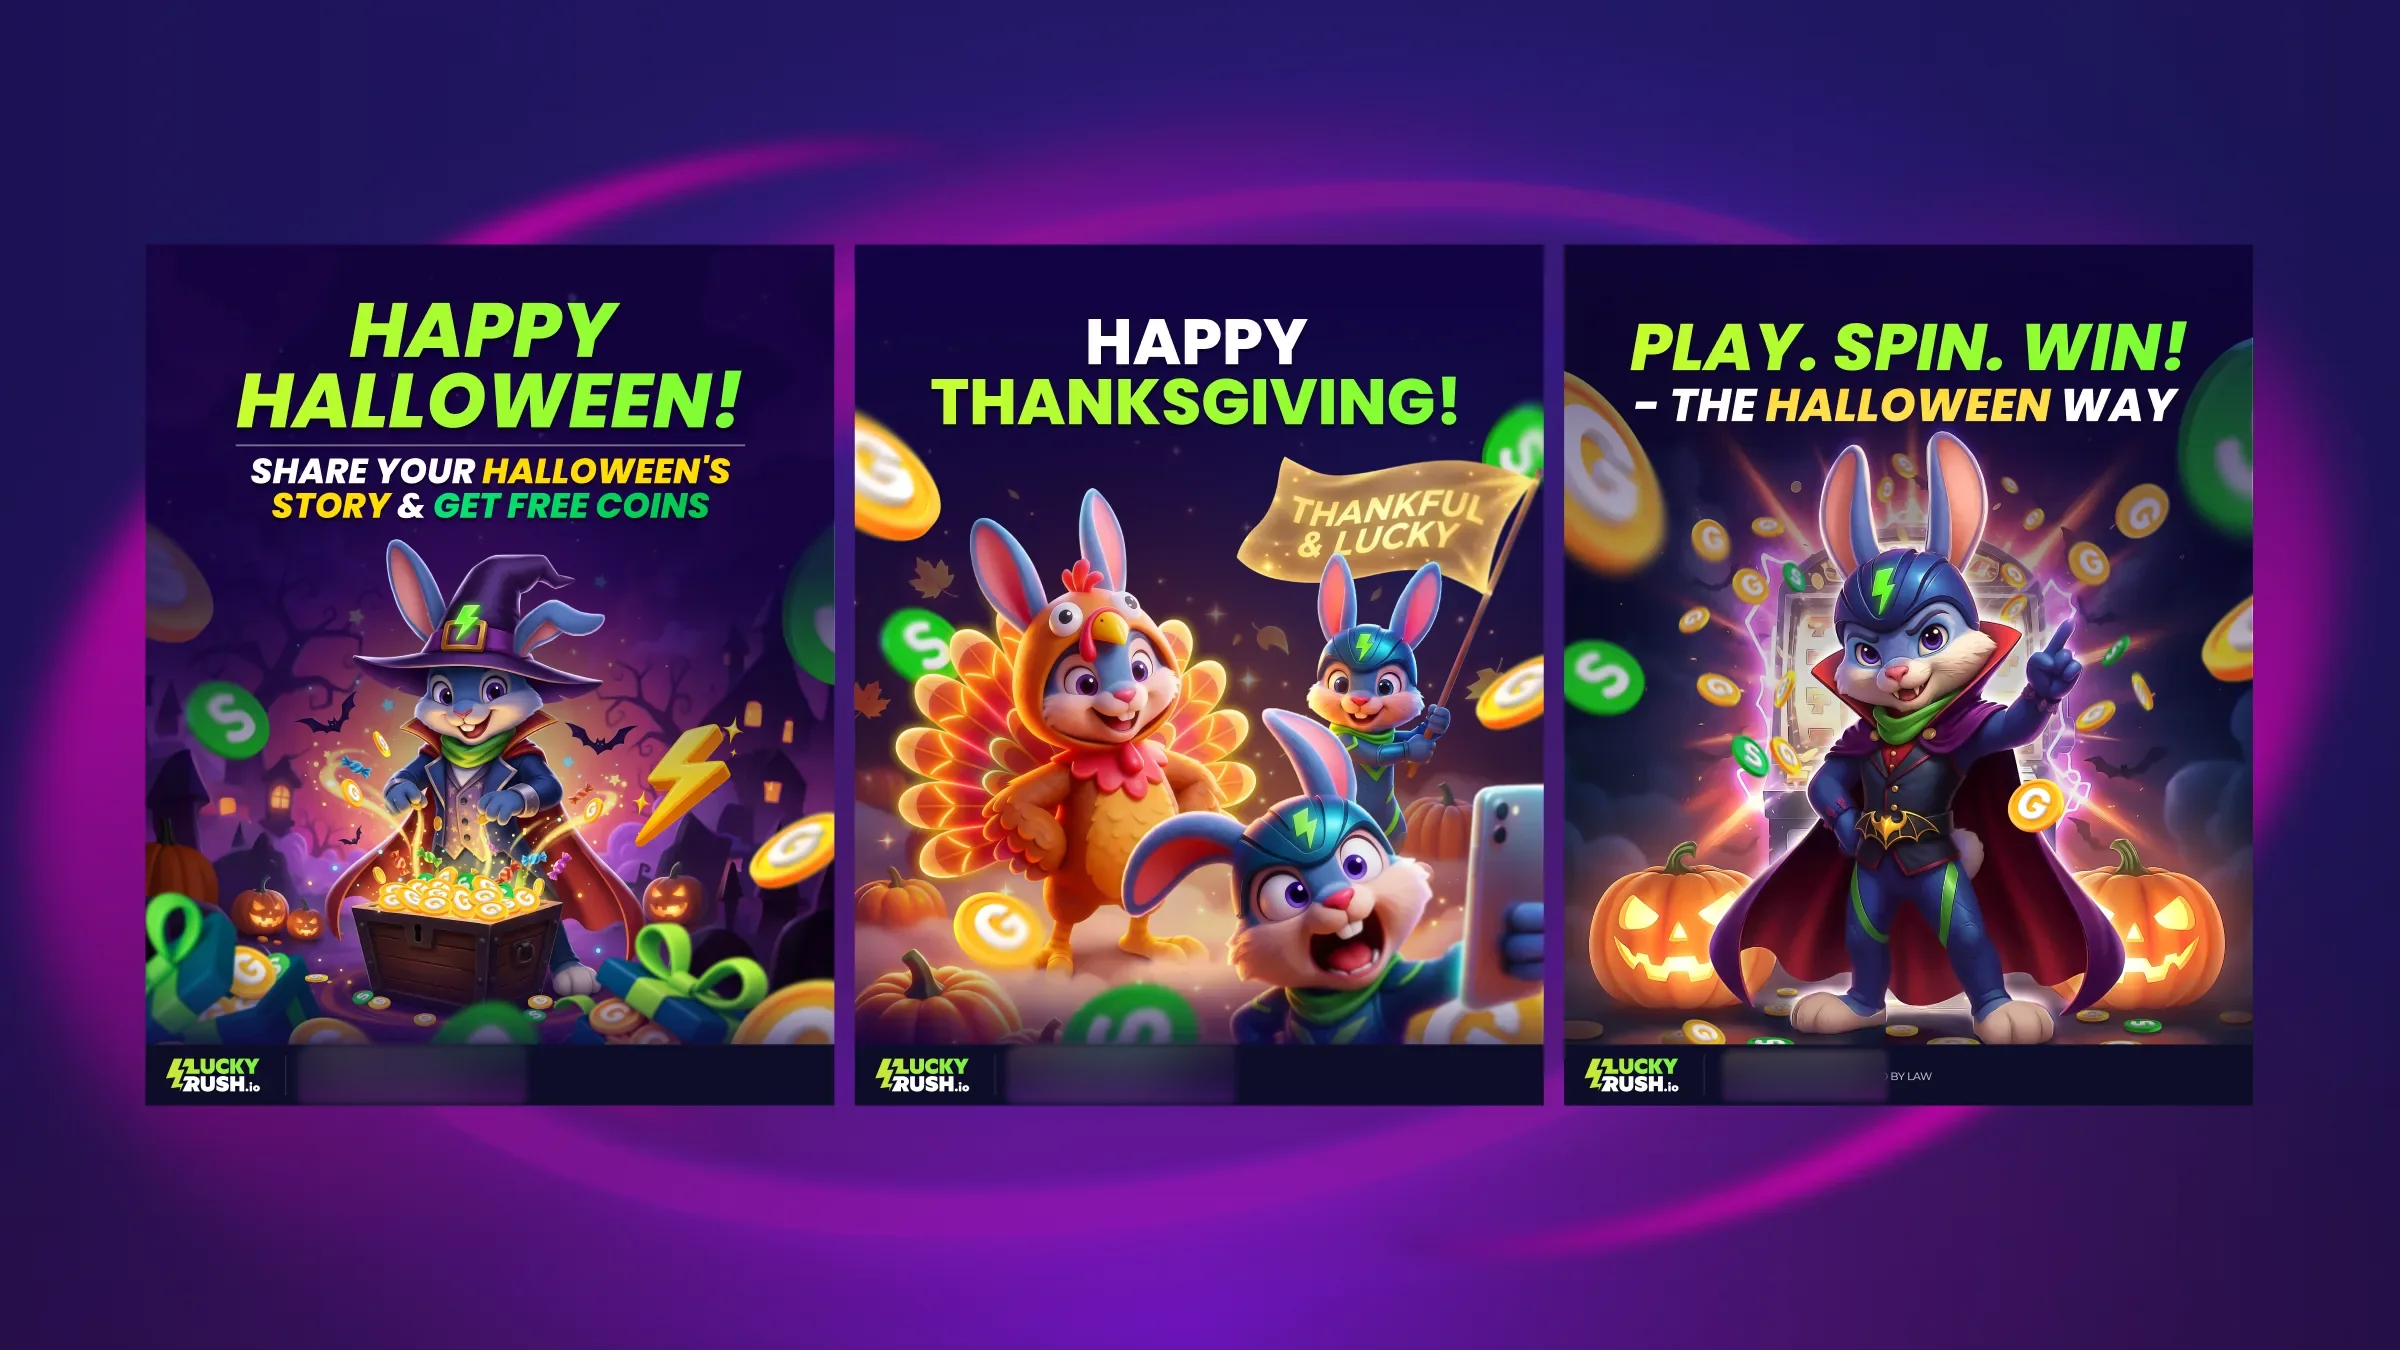 HAPPY
HALLOWEEN!
SHARE YOUR HALLOWEEN'S
STORY & GET FREE COINS
LUCKY
RUSH.io
HAPPY
THANKSGIVING!
THANKFUL
& LUCKY
LUCKY
RUSH.io
PLAY. SPIN. WIN!
- THE HALLOWEEN WAY
LUCKY
RUSH.io
BY LAW